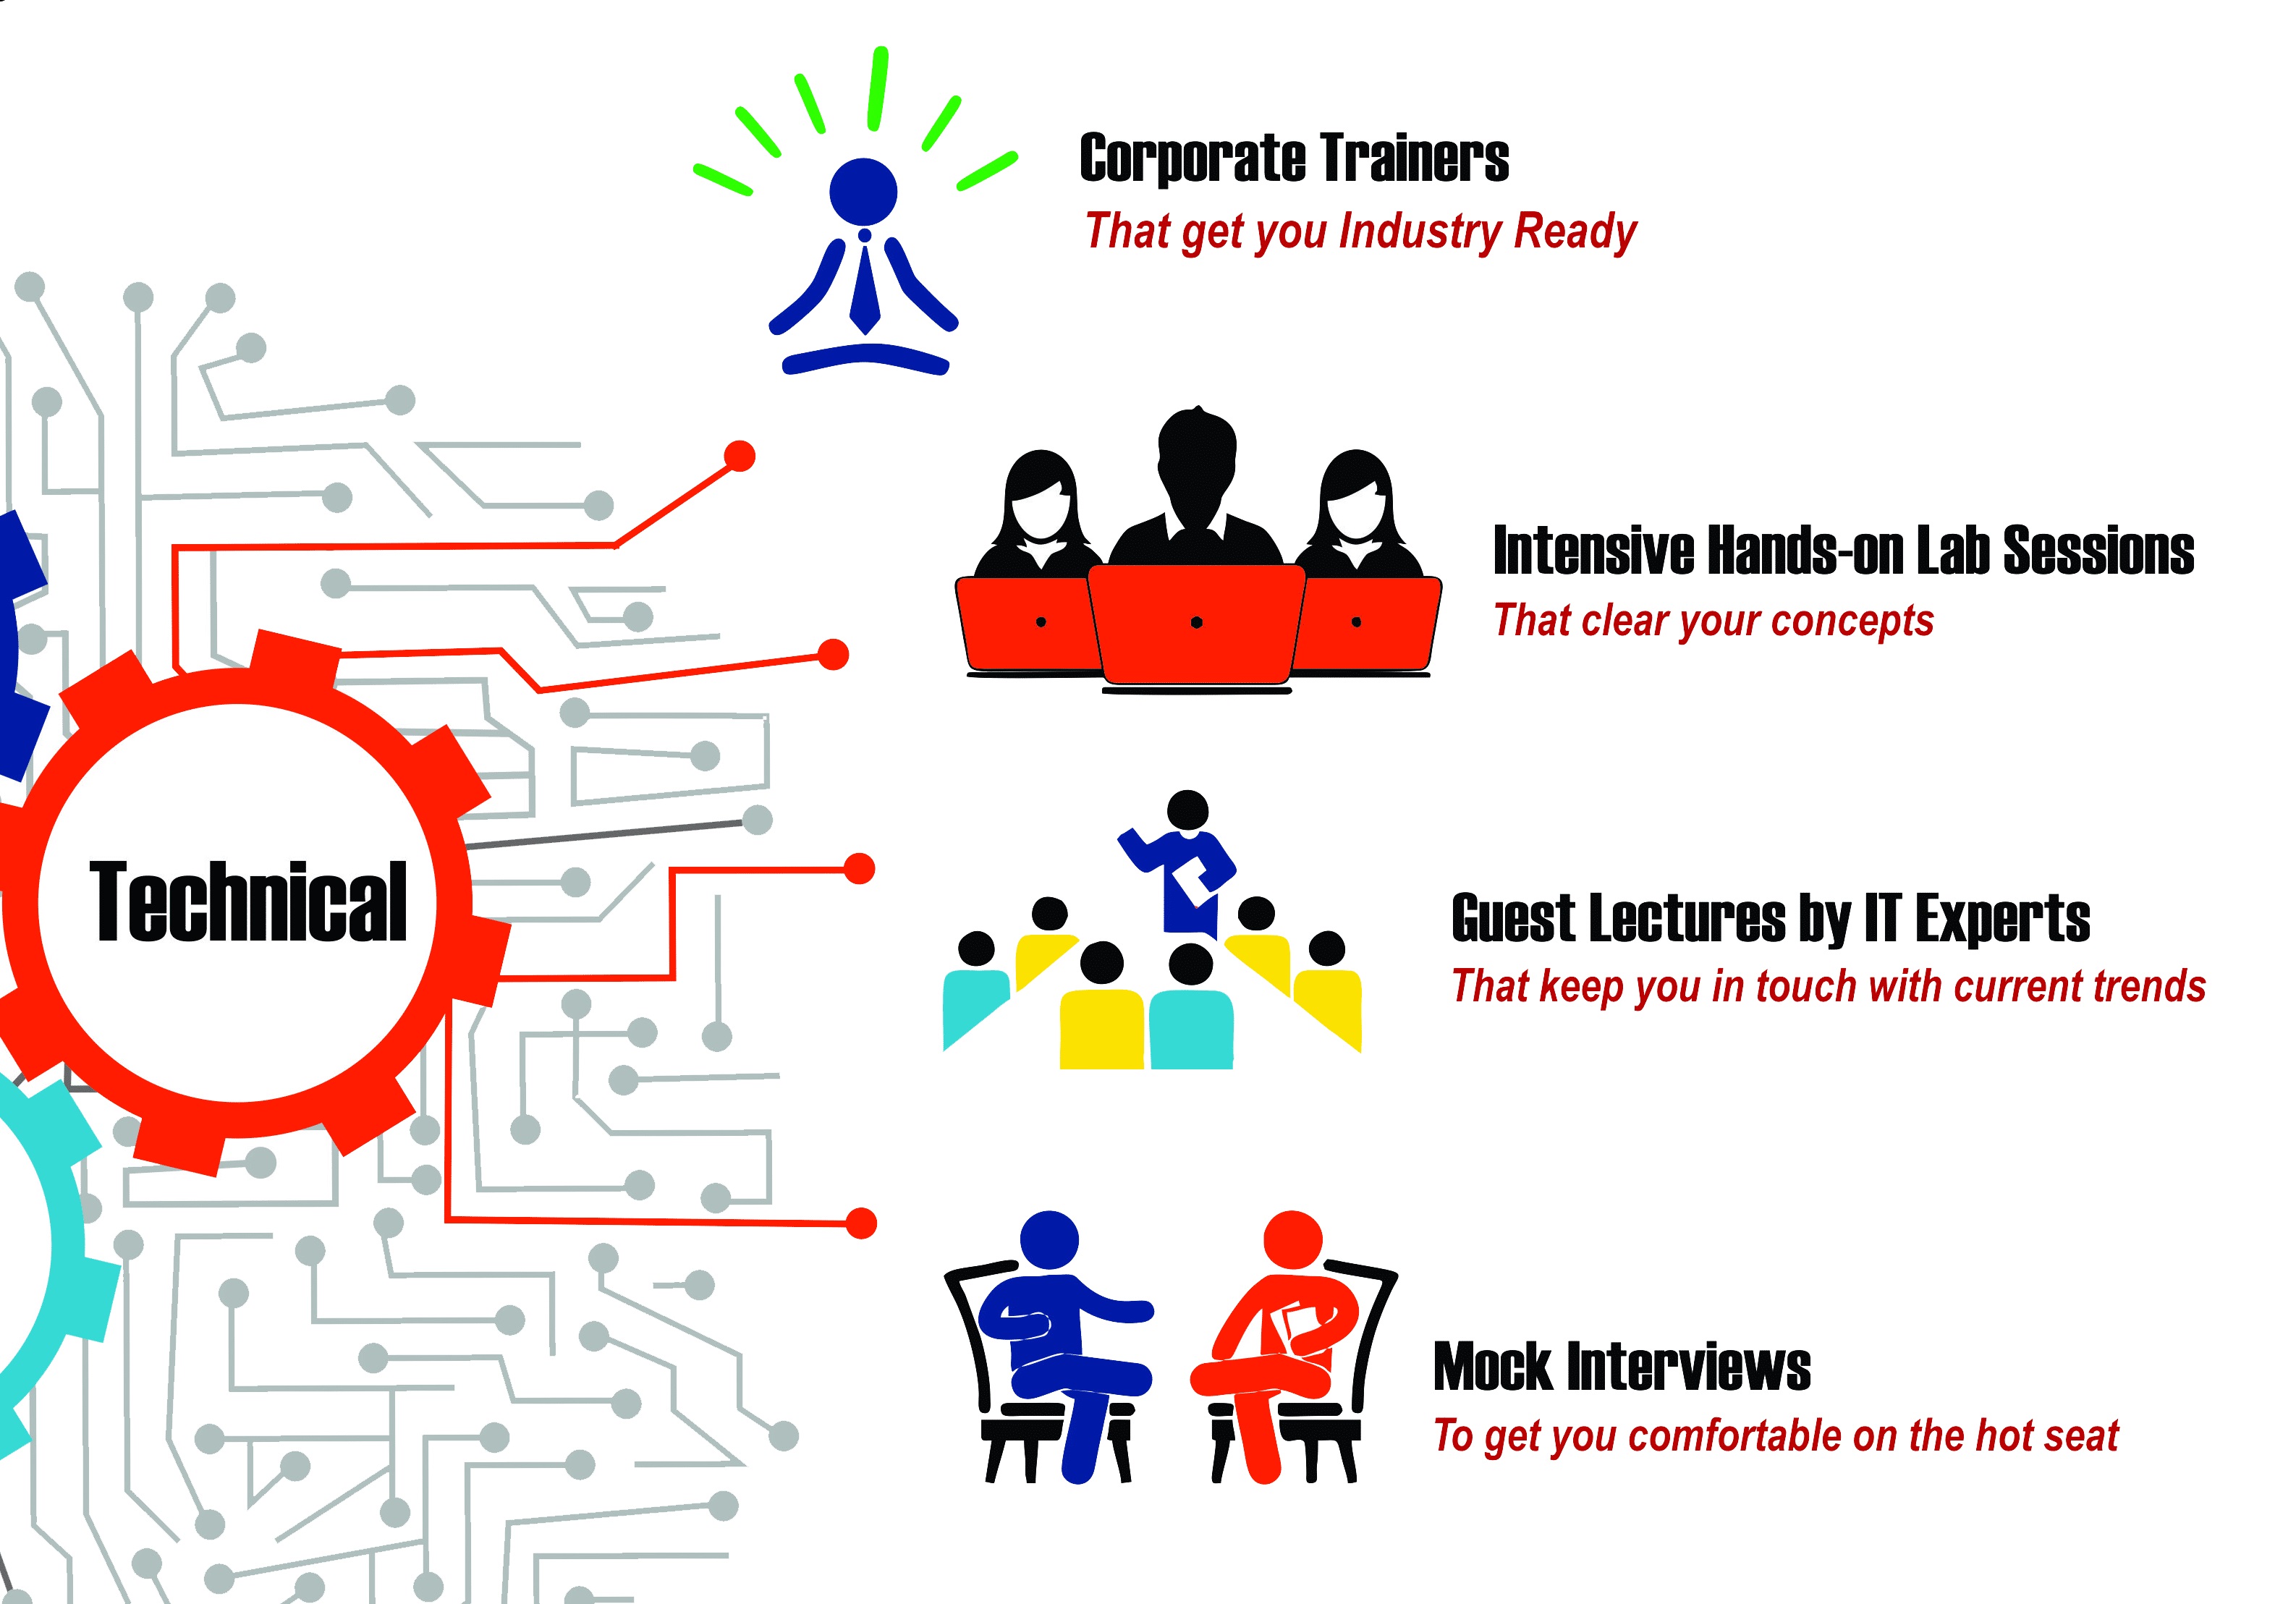 Corporate Trainers
That get you Industry Ready
Intensive Hands-on Lab Sessions
That clear your concepts
Technical
Guest Lectures by IT Experts
That keep you in touch with current trends
Mock Interviews
To get you comfortable on the hot seat